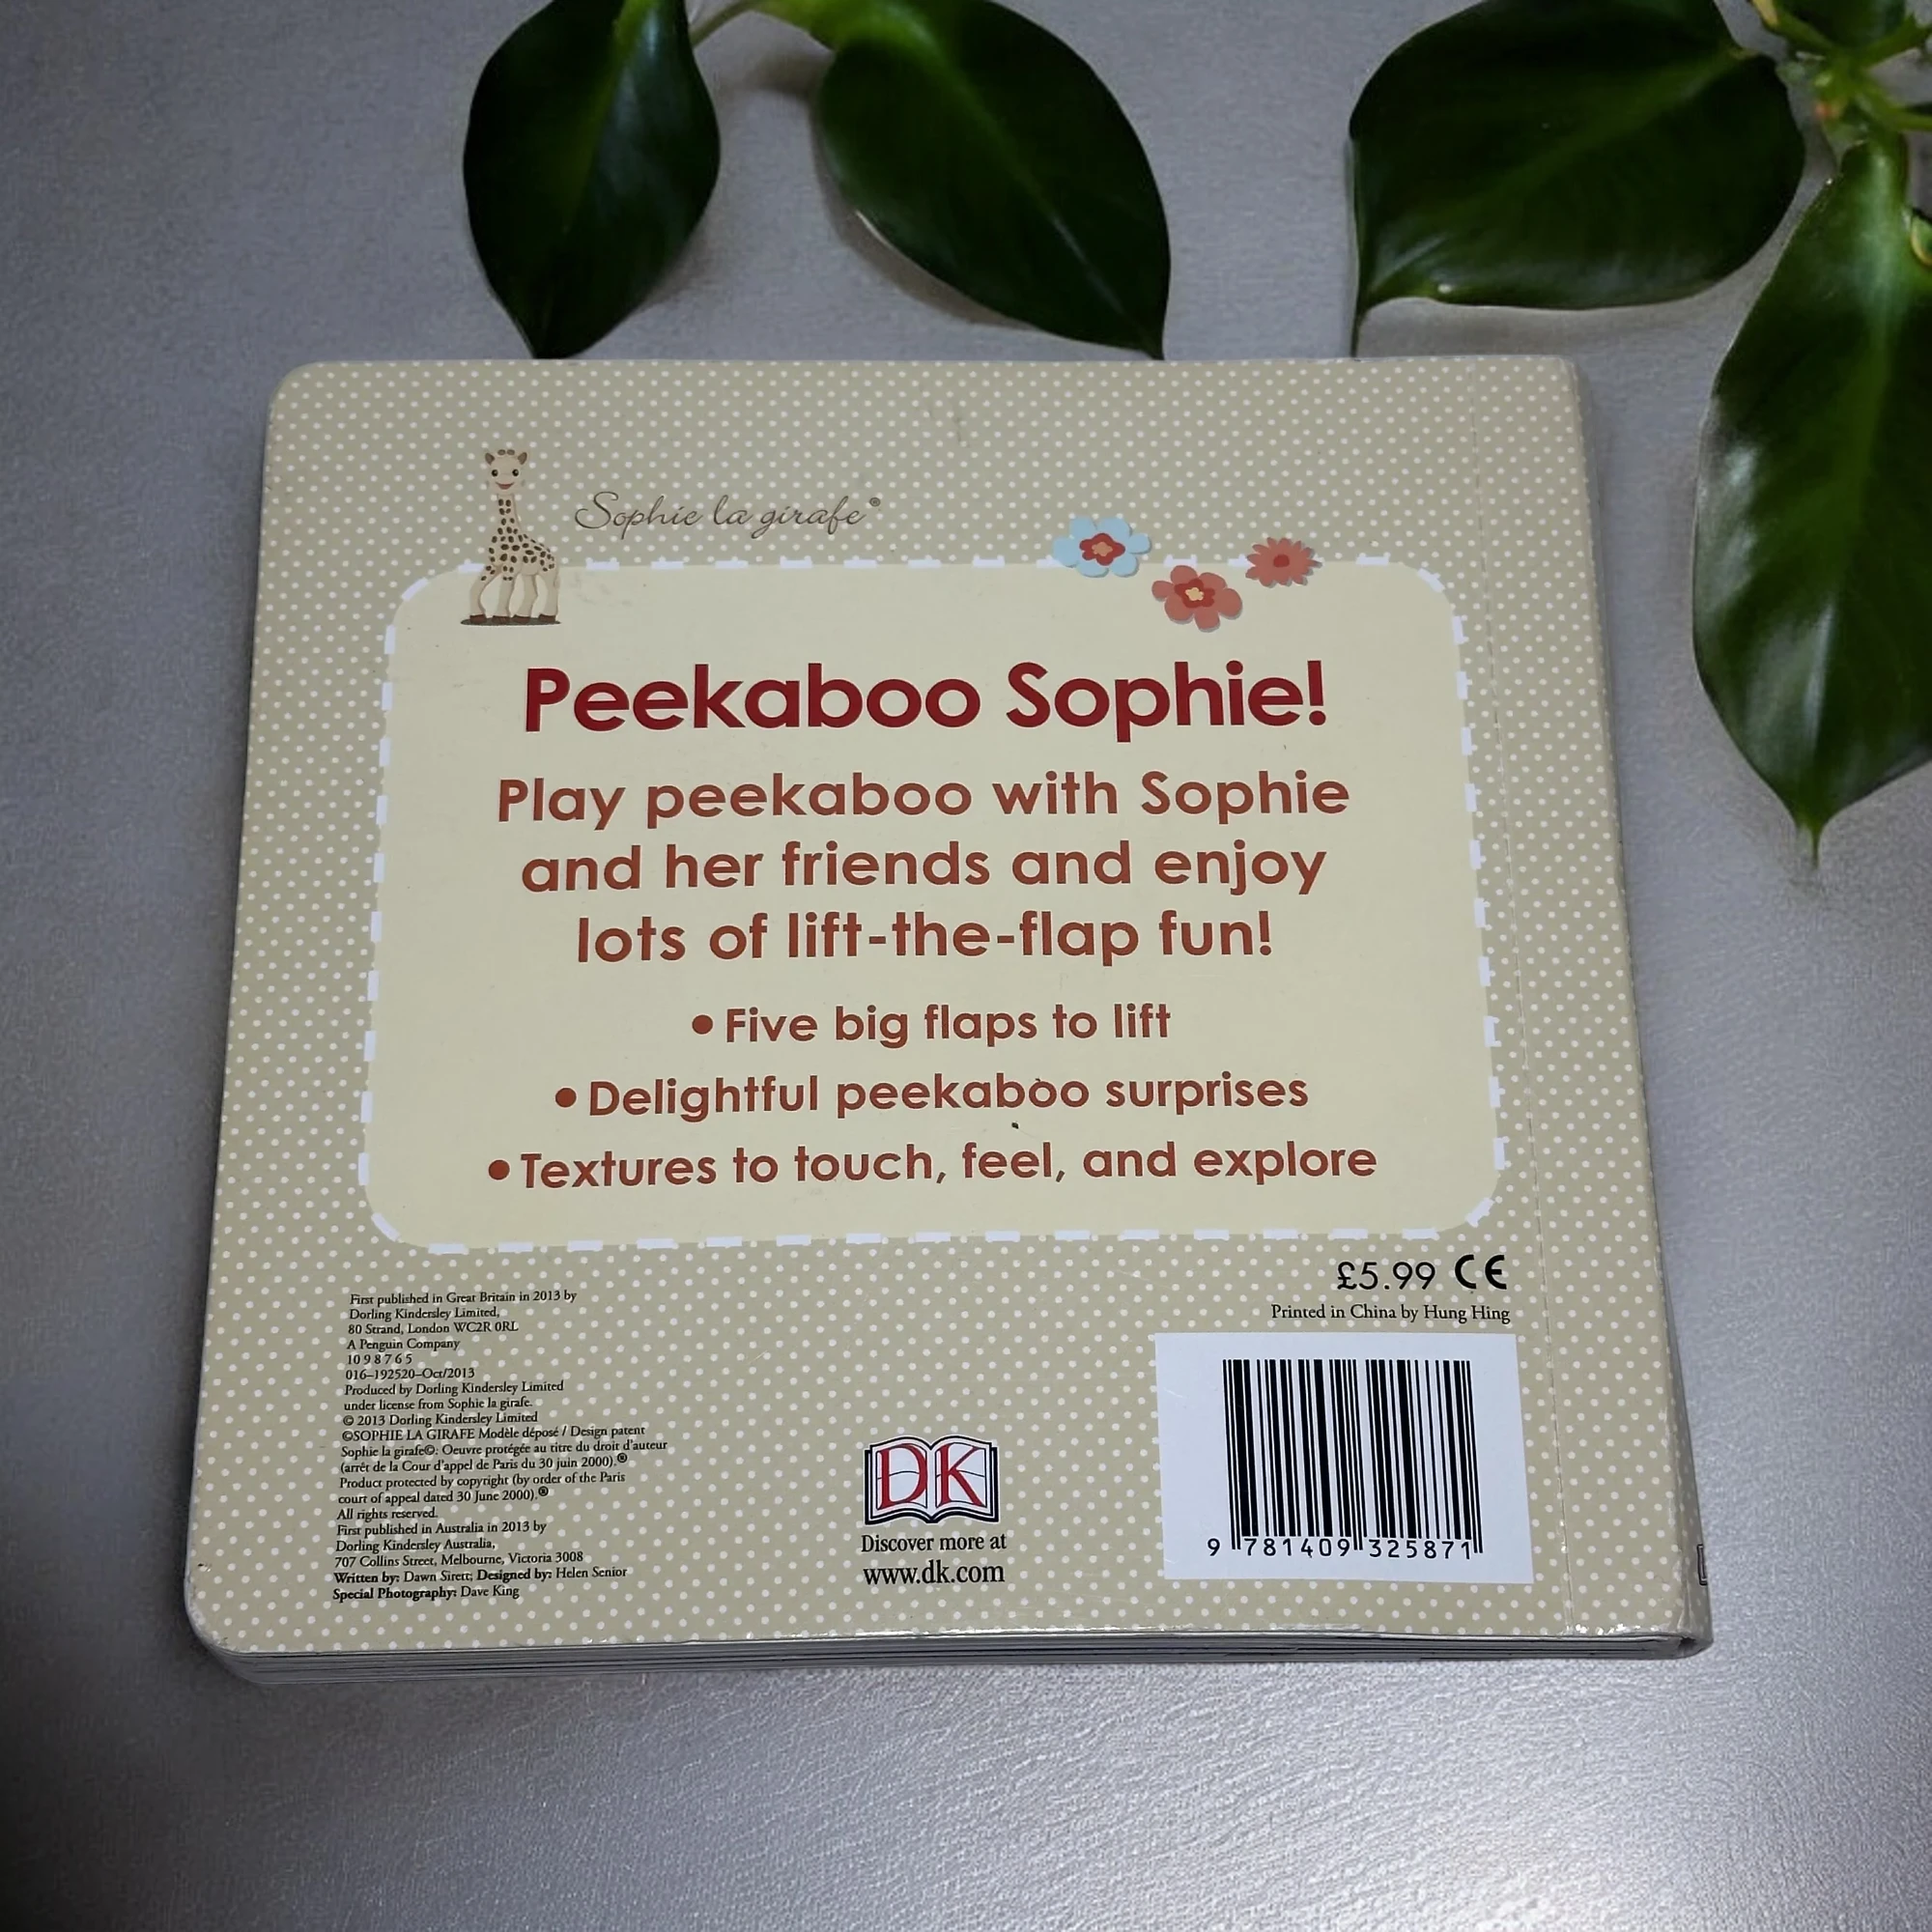 Sophie la girafe®
Peekaboo Sophie!
Play peekaboo with Sophie
and her friends and enjoy
lots of lift-the-flap fun!
• Five big flaps to lift
• Delightful peekaboo surprises
• Textures to touch, feel, and explore
£5.99 CE
Printed in China by Hung Hing
First published in Great Britain in 2013 by
Dorling Kindersley Limited,
80 Strand, London WC2R 0RL
A Penguin Company
10 9 8 7 6 5
016–192520–Oct/2013
Produced by Dorling Kindersley Limited
under license from Sophie la girafe.
© 2013 Dorling Kindersley Limited
©SOPHIE LA GIRAFE Modèle déposé / Design patent
Sophie la girafe©: Oeuvre protégée au titre du droit d'auteur
(arrêt de la Cour d'appel de Paris du 30 juin 2000).®
Product protected by copyright (by order of the Paris
court of appeal dated 30 June 2000).®
All rights reserved.
First published in Australia in 2013 by
Dorling Kindersley Australia,
707 Collins Street, Melbourne, Victoria 3008
Written by: Dawn Sirett; Designed by: Helen Senior
Special Photography: Dave King
DK
Discover more at
www.dk.com
9 781409 325871